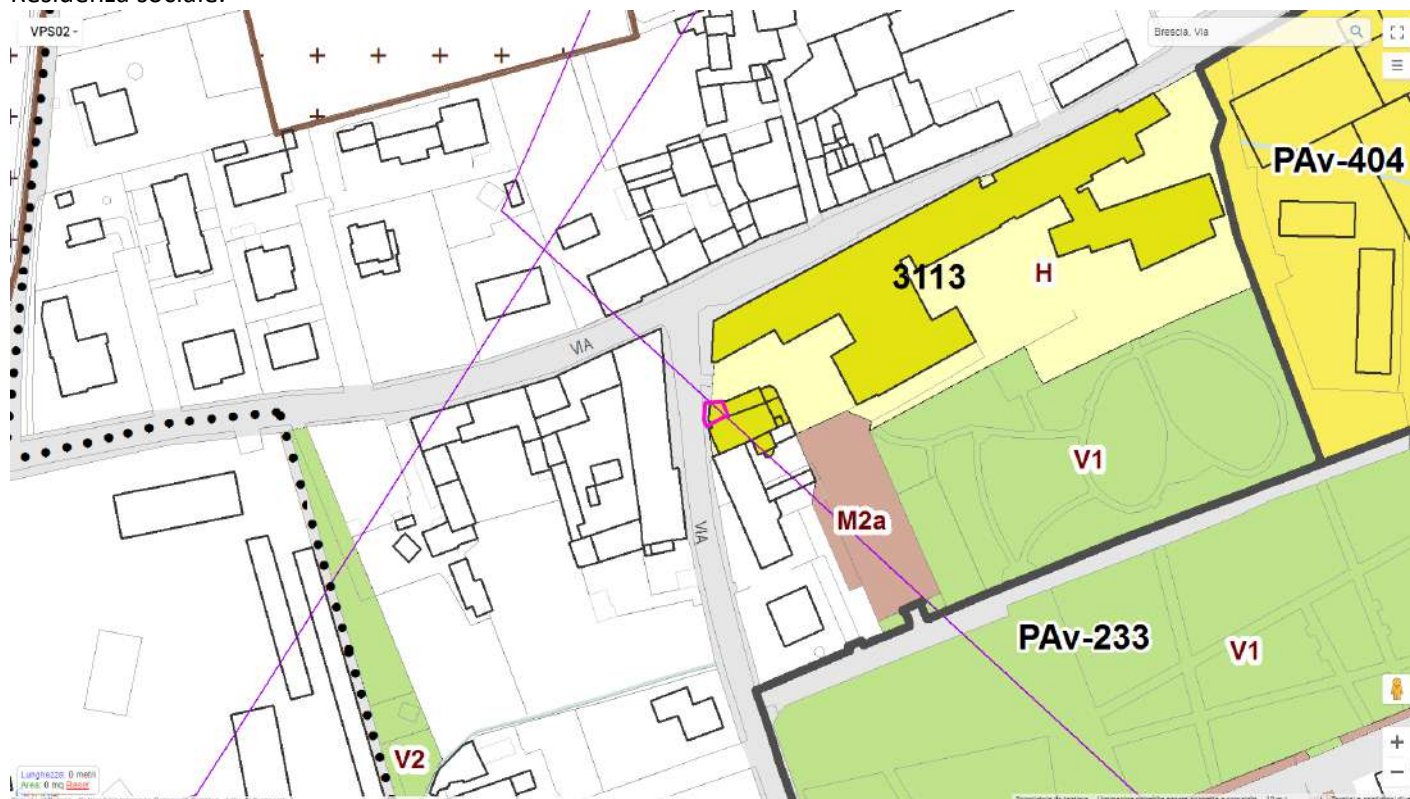 Residenza sociale.
VPS02 -
Brescia, Via
PAv-404
3113
H
VIA
V1
M2a
VIA
PAv-233
V1
V2
Lunghezza: 0 metri
Area: 0 mq Reset